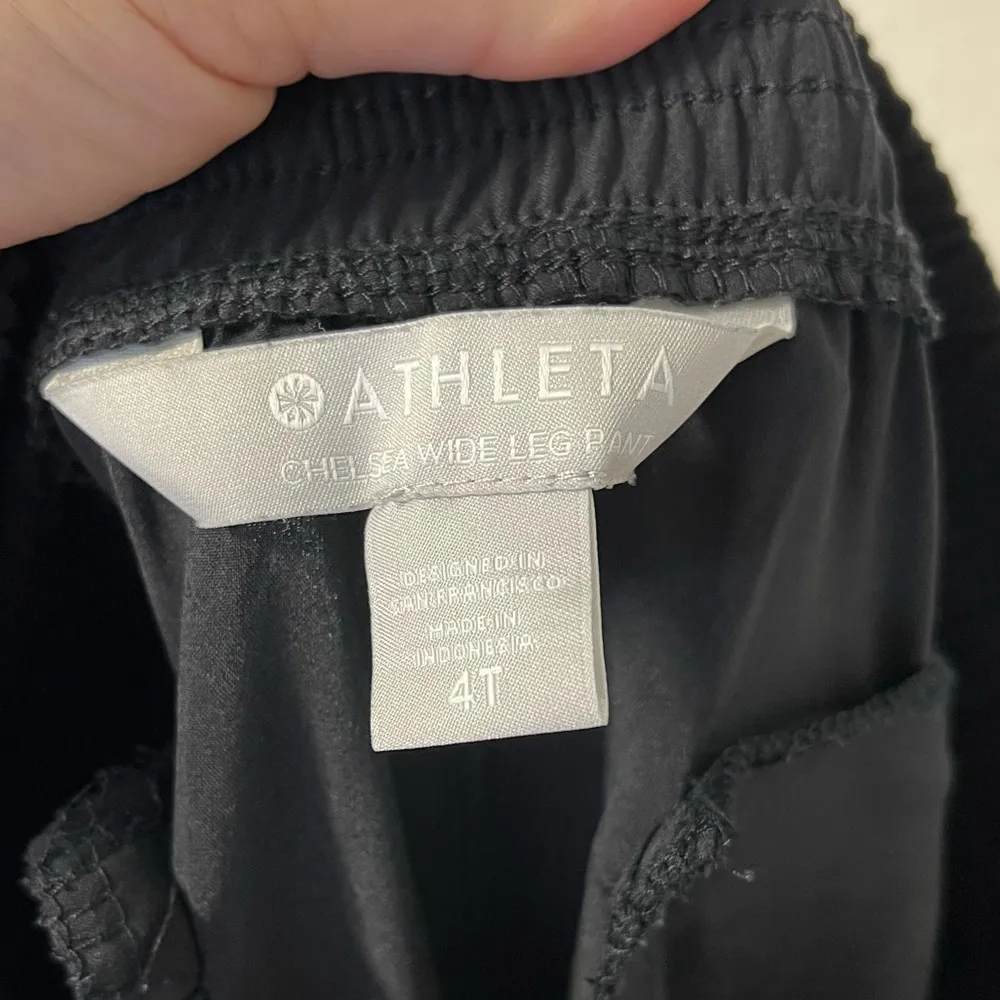 ATHLETA
CHELSEA WIDE LEG PANT
DESIGNED IN
SAN FRANCISCO
MADE IN
INDONESIA
4T